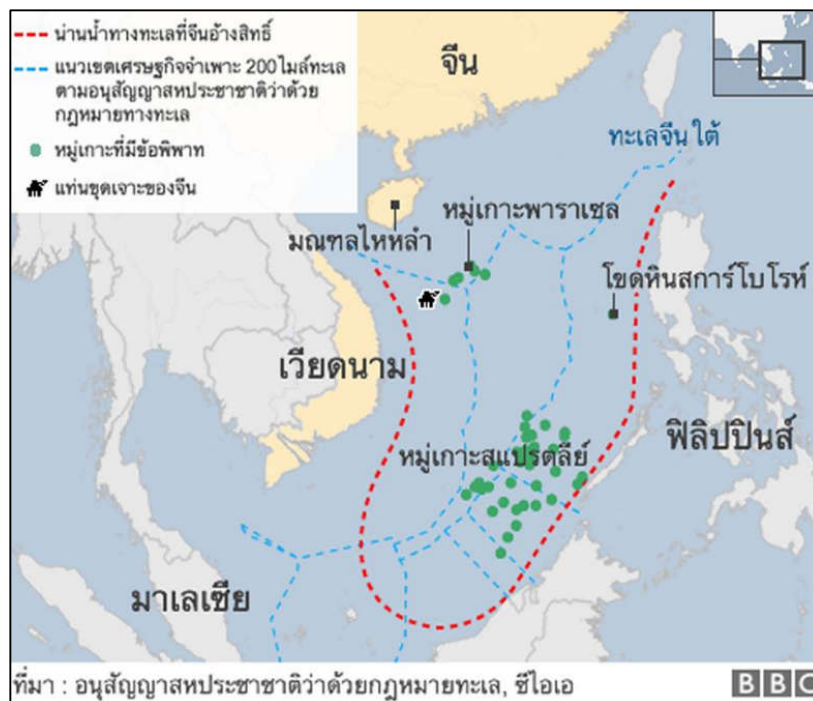 น่านน้ำทางทะเลที่จีนอ้างสิทธิ์
แนวเขตเศรษฐกิจจำเพาะ 200ไมล์ทะเล
ตามอนุสัญญาสหประชาชาติว่าด้วย
กฎหมายทางทะเล
หมู่เกาะที่มีข้อพิพาท
แท่นขุดเจาะของจีน
จีน
ทะเลจีนใต้
หมู่เกาะพาราเซล
มณฑลไหหลำ
โขดหินสการ์โบโรห์
เวียดนาม
ฟิลิปปินส์
หมู่เกาะสแปรตลีย์
มาเลเซีย
ที่มา : อนุสัญญาสหประชาชาติว่าด้วยกฎหมายทะเล, ซีไอเอ
BBC